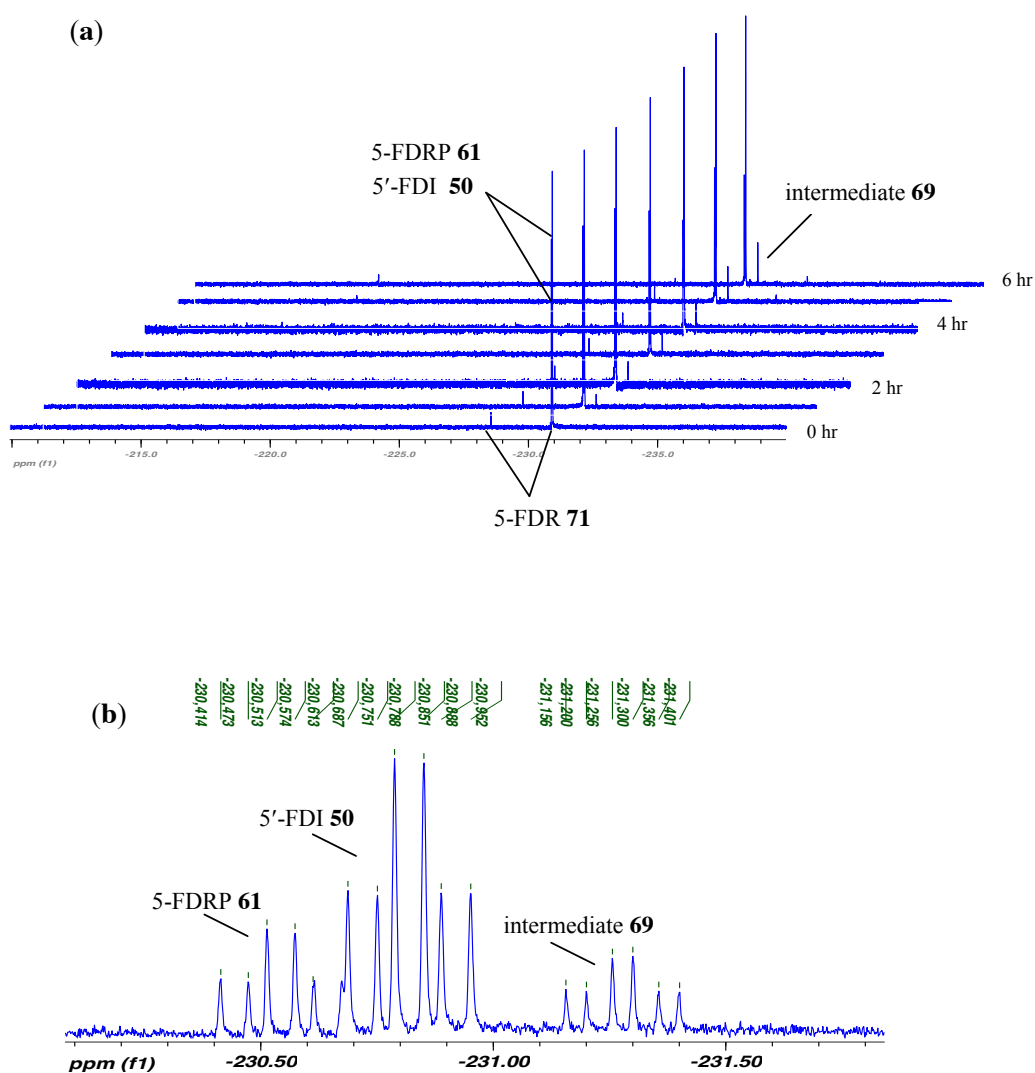 (a)
5-FDRP 61
5′-FDI 50
intermediate 69
6 hr
4 hr
2 hr
0 hr
ppm (f1)
-215.0
-220.0
-225.0
-230.0
-235.0
5-FDR 71
(b)
-230,414
-230,473
-230,513
-230,574
-230,613
-230,687
-230,751
-230,788
-230,851
-230,888
-230,952
-231,156
-231,200
-231,256
-231,300
-231,356
-231,401
5′-FDI 50
5-FDRP 61
intermediate 69
ppm (f1)
-230.50
-231.00
-231.50